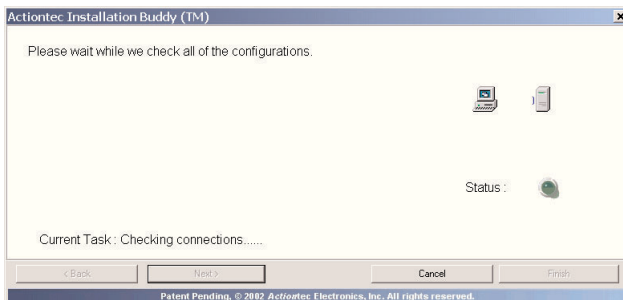 Actiontec Installation Buddy (TM)
Please wait while we check all of the configurations.
Status :
Current Task : Checking connections......
< Back
Next >
Cancel
Finish
Patent Pending, © 2002 Actiontec Electronics, Inc. All rights reserved.